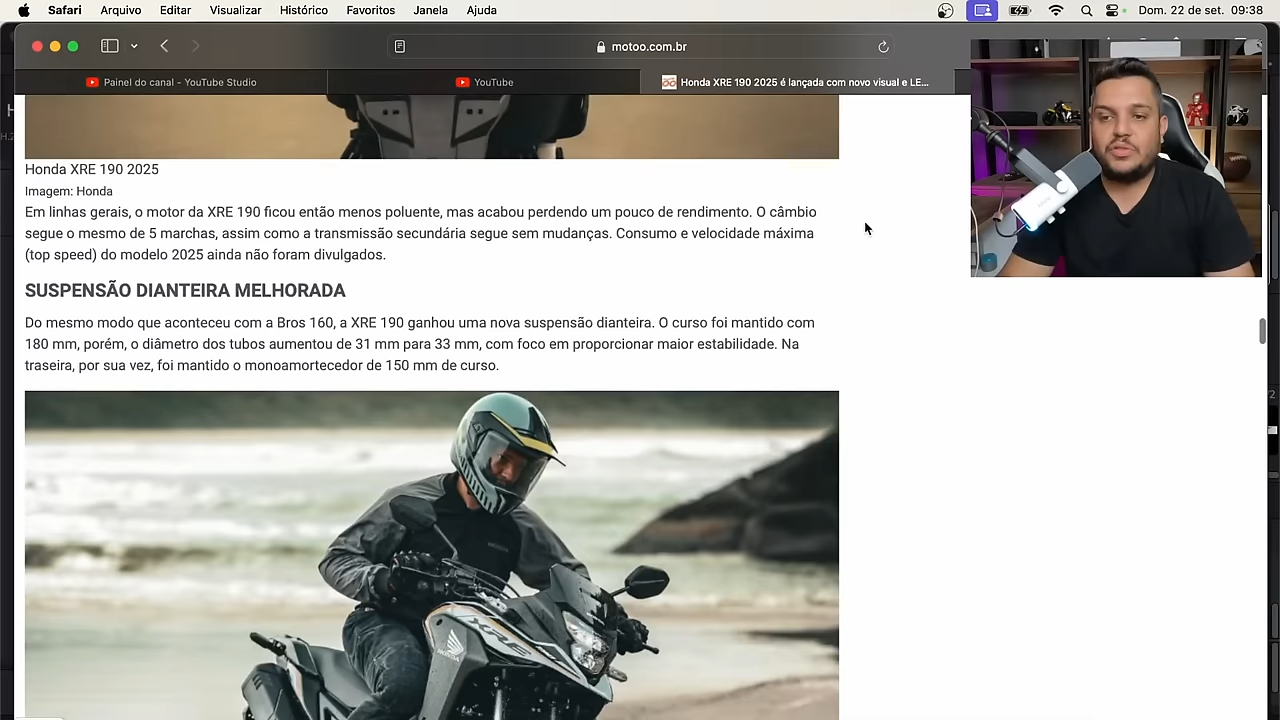 Safari Arquivo Editar Visualizar Histórico Favoritos Janela Ajuda Dom. 22 de set. 09:38
motoo.com.br
Painel do canal - YouTube Studio
YouTube
Honda XRE 190 2025 é lançada com novo visual e LE...
Honda XRE 190 2025
Imagem: Honda
Em linhas gerais, o motor da XRE 190 ficou então menos poluente, mas acabou perdendo um pouco de rendimento. O câmbio
segue o mesmo de 5 marchas, assim como a transmissão secundária segue sem mudanças. Consumo e velocidade máxima
(top speed) do modelo 2025 ainda não foram divulgados.
SUSPENSÃO DIANTEIRA MELHORADA
Do mesmo modo que aconteceu com a Bros 160, a XRE 190 ganhou uma nova suspensão dianteira. O curso foi mantido com
180 mm, porém, o diâmetro dos tubos aumentou de 31 mm para 33 mm, com foco em proporcionar maior estabilidade. Na
traseira, por sua vez, foi mantido o monoamortecedor de 150 mm de curso.
XRE
HONDA